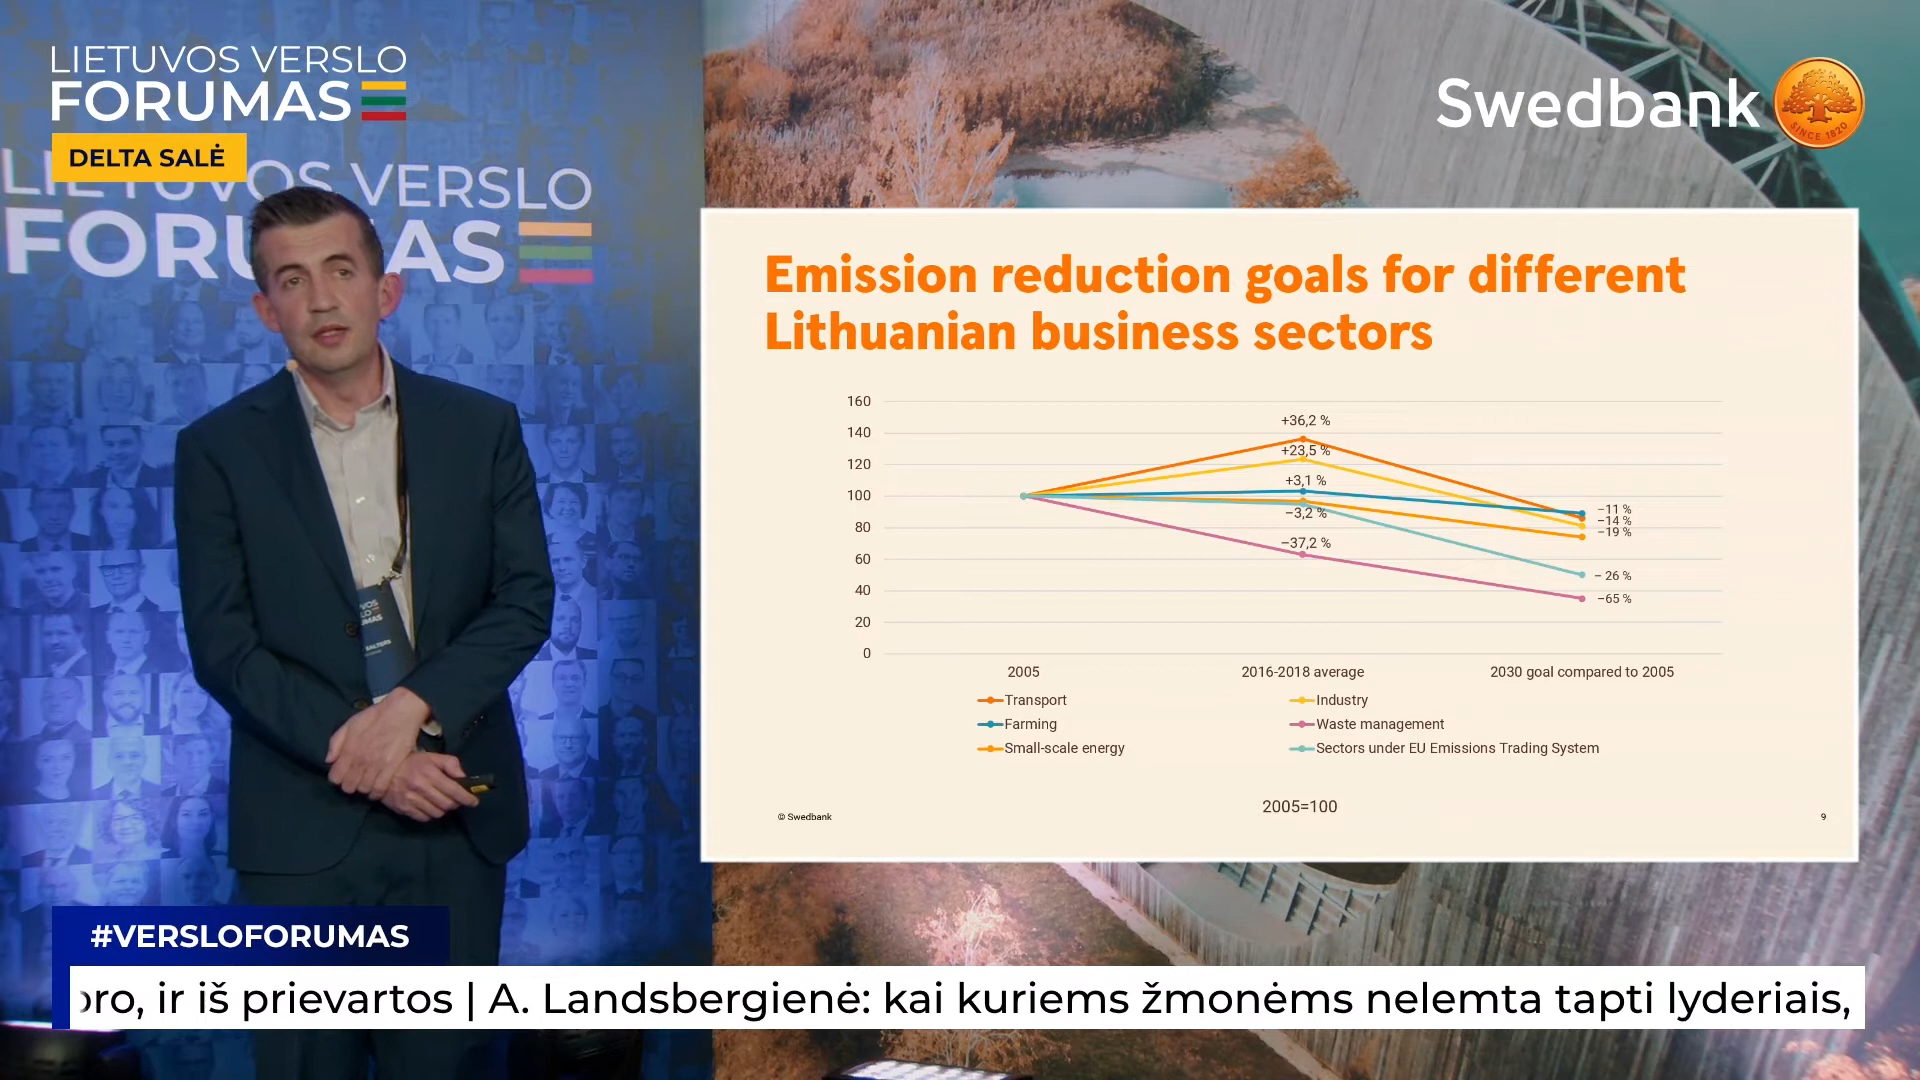 LIETUVOS VERSLO
FORUMAS
DELTA SALĖ
LIETUVOS VERSLO
Swedbank
SINCE 1820
Emission reduction goals for different
Lithuanian business sectors
160
140
120
100
80
60
40
20
0
+36,2 %
+23,5 %
+3,1 %
−3,2 %
−37,2 %
−11 %
−14 %
−19 %
− 26 %
−65 %
2005
2016-2018 average
2030 goal compared to 2005
Transport
Industry
Farming
Waste management
Small-scale energy
Sectors under EU Emissions Trading System
2005=100
© Swedbank
9
#VERSLOFORUMAS
ir iš prievartos | A. Landsbergienė: kai kuriems žmonėms nelemta tapti lyderiais,